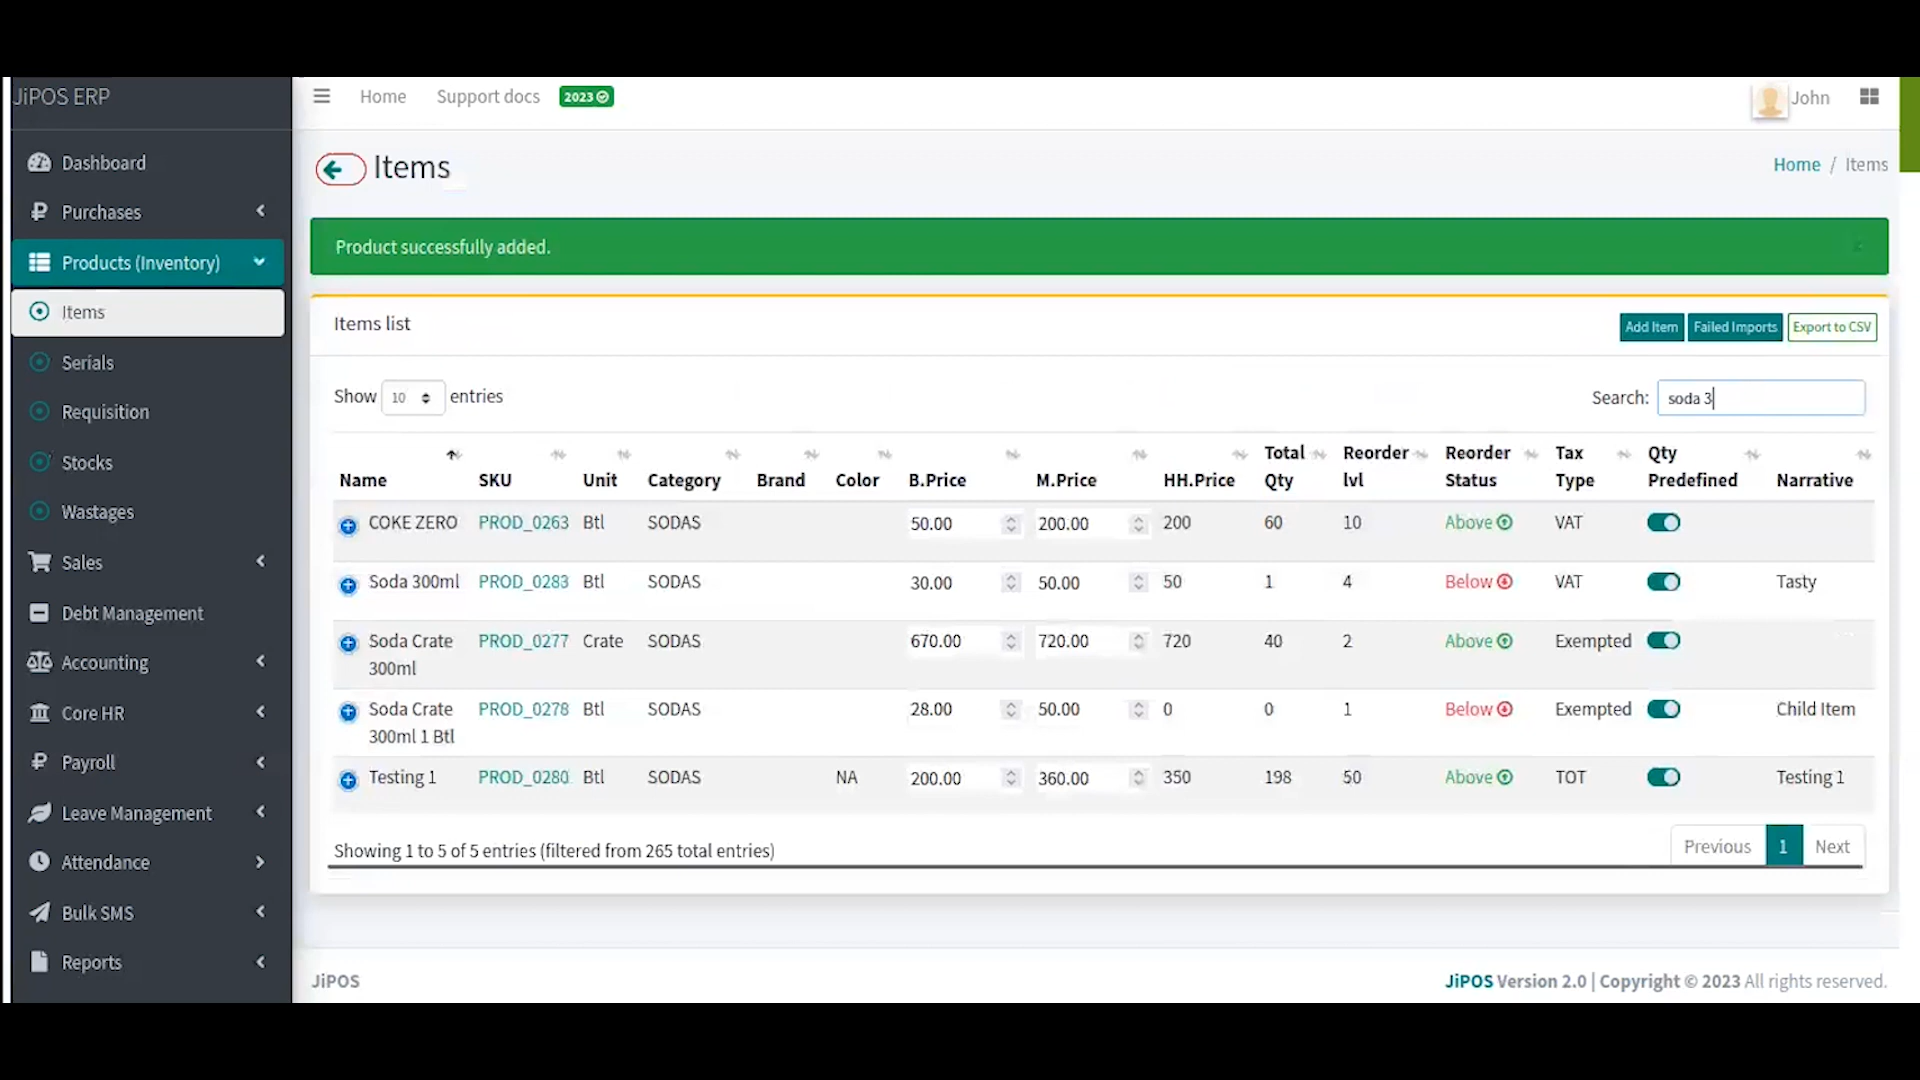 JiPOS ERP
Home Support docs 2023
John
Dashboard
Purchases
Products (Inventory)
Items
Serials
Requisition
Stocks
Wastages
Sales
Debt Management
Accounting
Core HR
Payroll
Leave Management
Attendance
Bulk SMS
Reports
Items
Home / Items
Product successfully added.
Items list
Add Item Failed Imports Export to CSV
Show 10 entries
Search: soda 3
Name SKU Unit Category Brand Color B.Price M.Price HH.Price Total Qty Reorder lvl Reorder Status Tax Type Qty Predefined Narrative
COKE ZERO PROD_0263 Btl SODAS 50.00 200.00 200 60 10 Above VAT
Soda 300ml PROD_0283 Btl SODAS 30.00 50.00 50 1 4 Below VAT Tasty
Soda Crate 300ml PROD_0277 Crate SODAS 670.00 720.00 720 40 2 Above Exempted
Soda Crate 300ml 1 Btl PROD_0278 Btl SODAS 28.00 50.00 0 0 1 Below Exempted Child Item
Testing 1 PROD_0280 Btl SODAS NA 200.00 360.00 350 198 50 Above TOT Testing 1
Showing 1 to 5 of 5 entries (filtered from 265 total entries)
Previous 1 Next
JiPOS
JiPOS Version 2.0 | Copyright © 2023 All rights reserved.